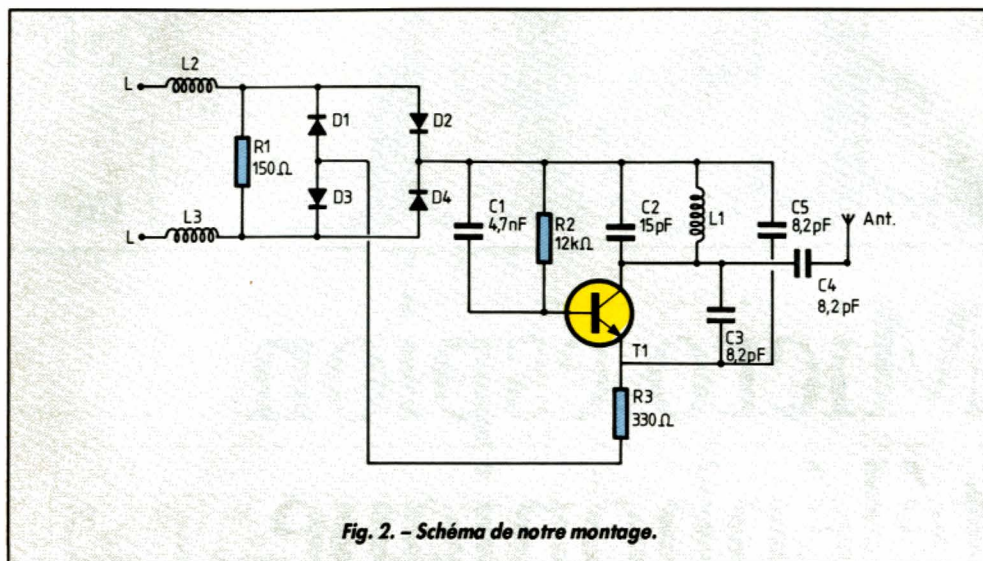 L2
L
R1
150Ω
D1
D2
D3
D4
L3
L
C1
4,7nF
R2
12kΩ
C2
15pF
L1
C5
8,2pF
Ant.
C4
8,2pF
C3
8,2pF
T1
R3
330Ω
Fig. 2. – Schéma de notre montage.